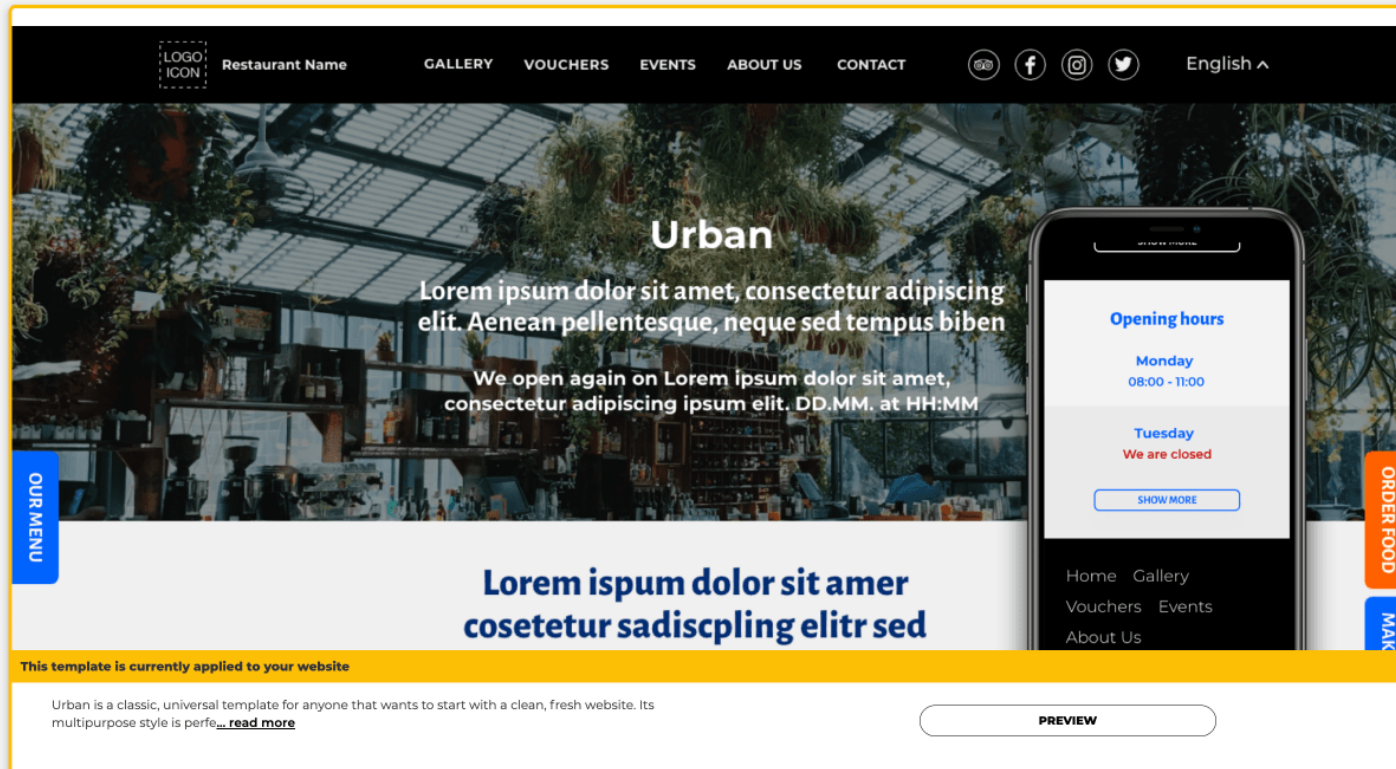 LOGO
ICON
Restaurant Name
GALLERY
VOUCHERS
EVENTS
ABOUT US
CONTACT
English
Urban
Lorem ipsum dolor sit amet, consectetur adipiscing
elit. Aenean pellentesque, neque sed tempus biben
We open again on Lorem ipsum dolor sit amet,
consectetur adipiscing ipsum elit. DD.MM. at HH:MM
SHOW MORE
Opening hours
Monday
08:00 - 11:00
Tuesday
We are closed
SHOW MORE
Home Gallery
Vouchers Events
About Us
OUR MENU
ORDER FOOD
MAK
Lorem ispum dolor sit amer
cosetetur sadiscpling elitr sed
This template is currently applied to your website
Urban is a classic, universal template for anyone that wants to start with a clean, fresh website. Its
multipurpose style is perfe... read more
PREVIEW